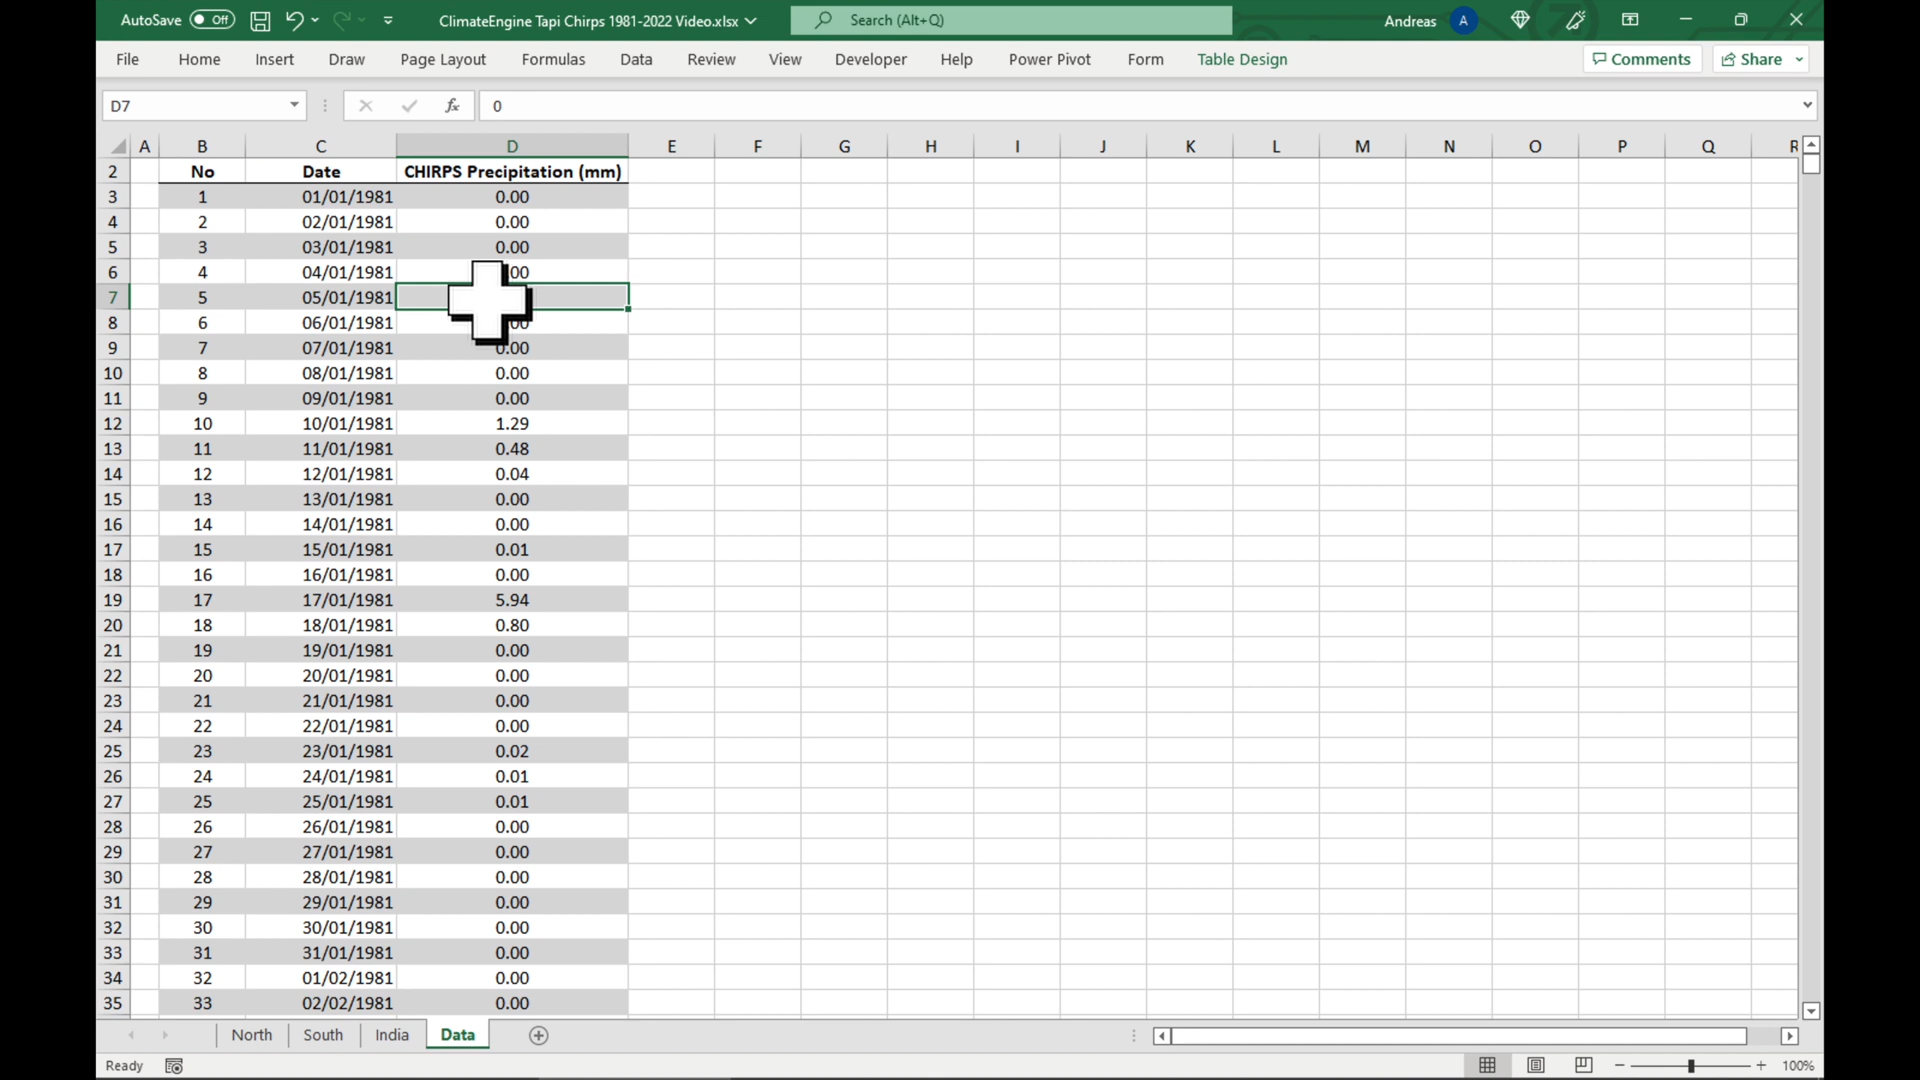 AutoSave Off ClimateEngine Tapi Chirps 1981-2022 Video.xlsx Search (Alt+Q) Andreas A
File Home Insert Draw Page Layout Formulas Data Review View Developer Help Power Pivot Form Table Design Comments Share
D7 fx 0
A B C D E F G H I J K L M N O P Q R
2 No Date CHIRPS Precipitation (mm)
3 1 01/01/1981 0.00
4 2 02/01/1981 0.00
5 3 03/01/1981 0.00
6 4 04/01/1981 00
7 5 05/01/1981
8 6 06/01/1981 00
9 7 07/01/1981 0.00
10 8 08/01/1981 0.00
11 9 09/01/1981 0.00
12 10 10/01/1981 1.29
13 11 11/01/1981 0.48
14 12 12/01/1981 0.04
15 13 13/01/1981 0.00
16 14 14/01/1981 0.00
17 15 15/01/1981 0.01
18 16 16/01/1981 0.00
19 17 17/01/1981 5.94
20 18 18/01/1981 0.80
21 19 19/01/1981 0.00
22 20 20/01/1981 0.00
23 21 21/01/1981 0.00
24 22 22/01/1981 0.00
25 23 23/01/1981 0.02
26 24 24/01/1981 0.01
27 25 25/01/1981 0.01
28 26 26/01/1981 0.00
29 27 27/01/1981 0.00
30 28 28/01/1981 0.00
31 29 29/01/1981 0.00
32 30 30/01/1981 0.00
33 31 31/01/1981 0.00
34 32 01/02/1981 0.00
35 33 02/02/1981 0.00
North South India Data
Ready 100%